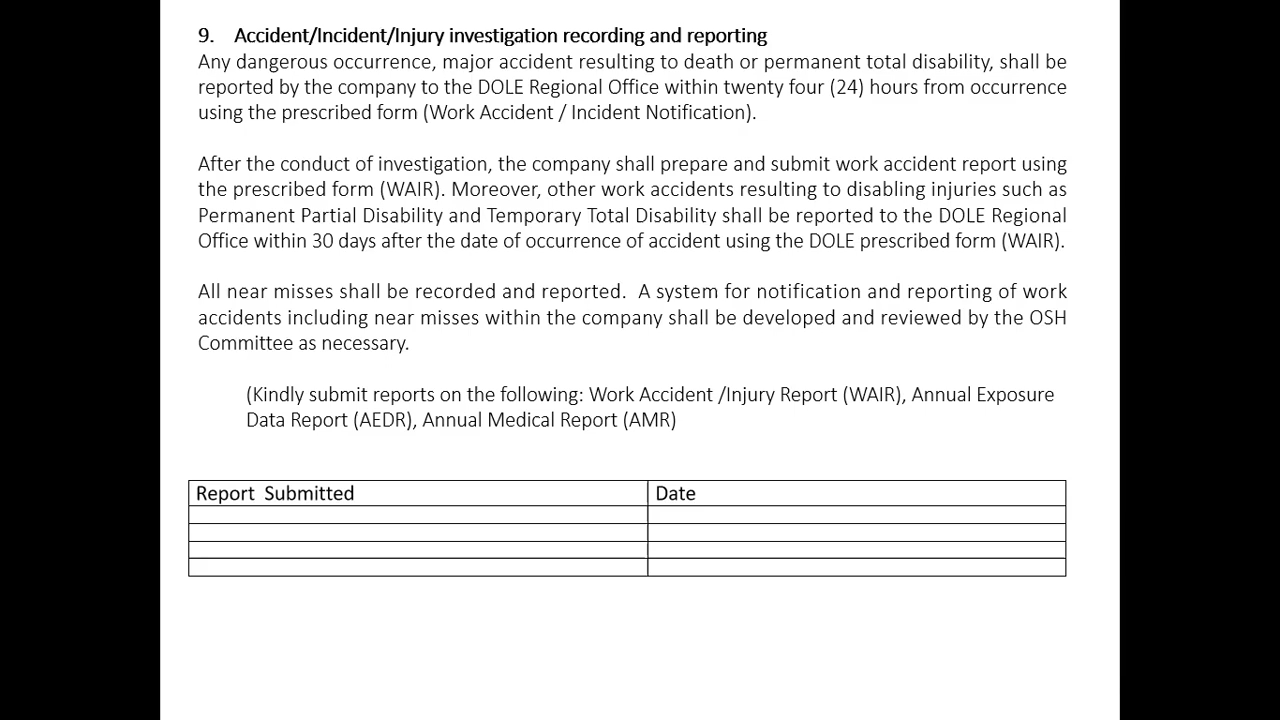 9. Accident/Incident/Injury investigation recording and reporting
Any dangerous occurrence, major accident resulting to death or permanent total disability, shall be
reported by the company to the DOLE Regional Office within twenty four (24) hours from occurrence
using the prescribed form (Work Accident / Incident Notification).
After the conduct of investigation, the company shall prepare and submit work accident report using
the prescribed form (WAIR). Moreover, other work accidents resulting to disabling injuries such as
Permanent Partial Disability and Temporary Total Disability shall be reported to the DOLE Regional
Office within 30 days after the date of occurrence of accident using the DOLE prescribed form (WAIR).
All near misses shall be recorded and reported. A system for notification and reporting of work
accidents including near misses within the company shall be developed and reviewed by the OSH
Committee as necessary.
(Kindly submit reports on the following: Work Accident /Injury Report (WAIR), Annual Exposure
Data Report (AEDR), Annual Medical Report (AMR)
Report Submitted Date